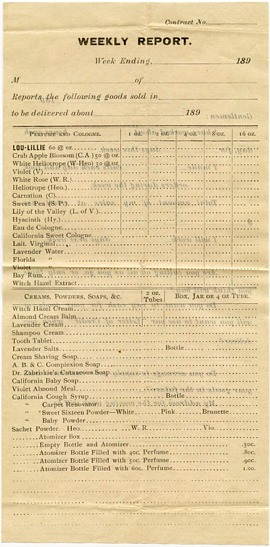 Contract No.
WEEKLY REPORT.
Week Ending, 189
M of
Reports the following goods sold in
to be delivered about 189
PERFUME AND COLOGNE. 1 oz. 2 oz. 4 oz. 8 oz. 16 oz.
LOU-LILLIE 60 @ oz.
Crab Apple Blossom (C.A.) 50 @ oz.
White Heliotrope (W-Heo) 50 @ oz.
Violet (V)
White Rose (W. R.)
Heliotrope (Heo.)
Carnation (C)
Sweet Pea (S. P.)
Lily of the Valley (L. of V.)
Hyacinth (Hy.)
Eau de Cologne
California Sweet Cologne
Lait. Virginal
Lavender Water
Florida "
Violet "
Bay Rum
Witch Hazel Extract
CREAMS, POWDERS, SOAPS, &C. 2 oz. Tubes BOX, JAR OR 4 OZ TUBE.
Witch Hazel Cream
Almond Cream Balm
Lavender Cream
Shampoo Cream
Tooth Tablet
Lavender Salts Bottle
Cream Shaving Soap
A. B. & C. Complexion Soap
Dr. Zabriskie's Cutaneous Soap
California Baby Soap
Violet Almond Meal
California Cough Syrup Bottle
" Carpet Renovator
" Sweet Sixteen Powder—White Pink Brunette
" Baby Powder
Sachet Powder. Heo. W. R. Vio.
Atomizer Box
Empty Bottle and Atomizer 50c.
Atomizer Bottle Filled with 40c. Perfume 80c.
Atomizer Bottle Filled with 50c. Perfume 90c.
Atomizer Bottle Filled with 60c. Perfume 1.00.